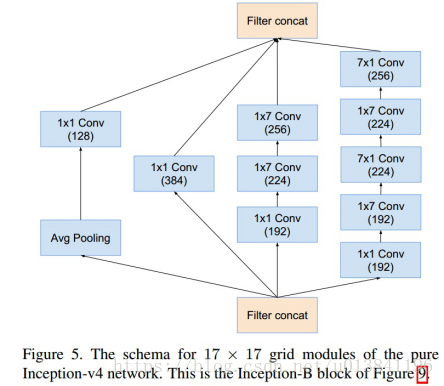 Filter concat
7x1 Conv
(256)
1x1 Conv
(128)
1x7 Conv
(256)
1x7 Conv
(224)
1x1 Conv
(384)
1x7 Conv
(224)
7x1 Conv
(224)
Avg Pooling
1x1 Conv
(192)
1x7 Conv
(192)
1x1 Conv
(192)
Filter concat
Figure 5. The schema for 17 × 17 grid modules of the pure
Inception-v4 network. This is the Inception-B block of Figure 9.